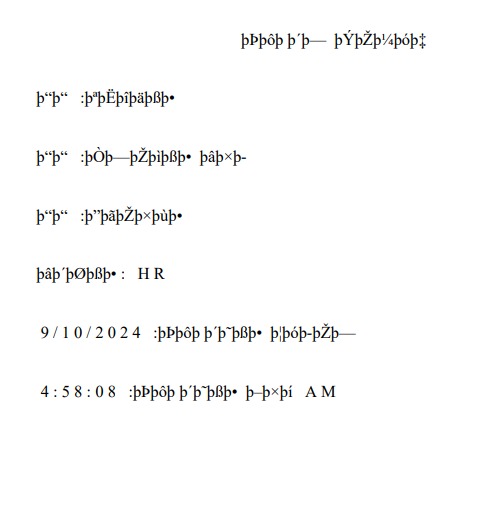 þÞþôþ þ´þ— þÝþŽþ¼þóþ‡
þ“þ“ :þªþËþîþäþßþ•
þ“þ“ :þÒþ—þŽþìþßþ• þâþ×þ-
þ“þ“ :þ”þãþŽþ×þùþ•
þâþ´þØþßþ• : H R
9 / 1 0 / 2 0 2 4 :þÞþôþ þ´þ˜þßþ• þ¦þóþ-þŽþ—
4 : 5 8 : 0 8 :þÞþôþ þ´þ˜þßþ• þ–þ×þí A M